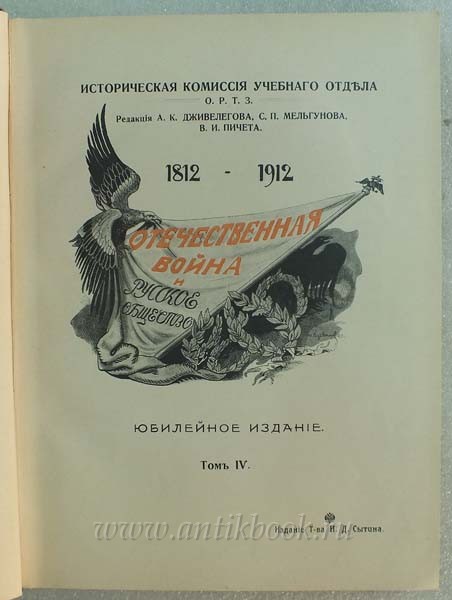 ИСТОРИЧЕСКАЯ КОМИССІЯ УЧЕБНАГО ОТДѢЛА
О. Р. Т. З.
Редакція А. К. ДЖИВЕЛЕГОВА, С. П. МЕЛЬГУНОВА,
В. И. ПИЧЕТА.
1812 - 1912
ОТЕЧЕСТВЕННАЯ
ВОЙНА
И
РУССКОЕ
ОБЩЕСТВО
ЮБИЛЕЙНОЕ ИЗДАНІЕ.
Томъ IV.
www.antikbook.ru
Изданіе Т-ва И. Д. Сытина.